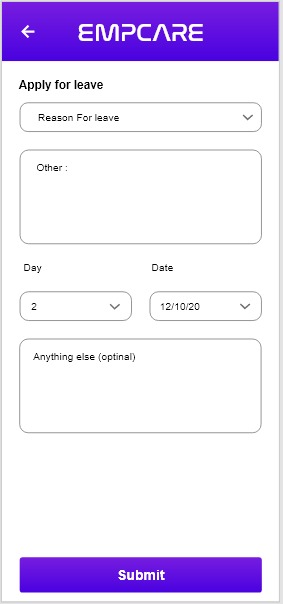 EMPCARE
Apply for leave
Reason For leave
Other :
Day Date
2 12/10/20
Anything else (optinal)
Submit